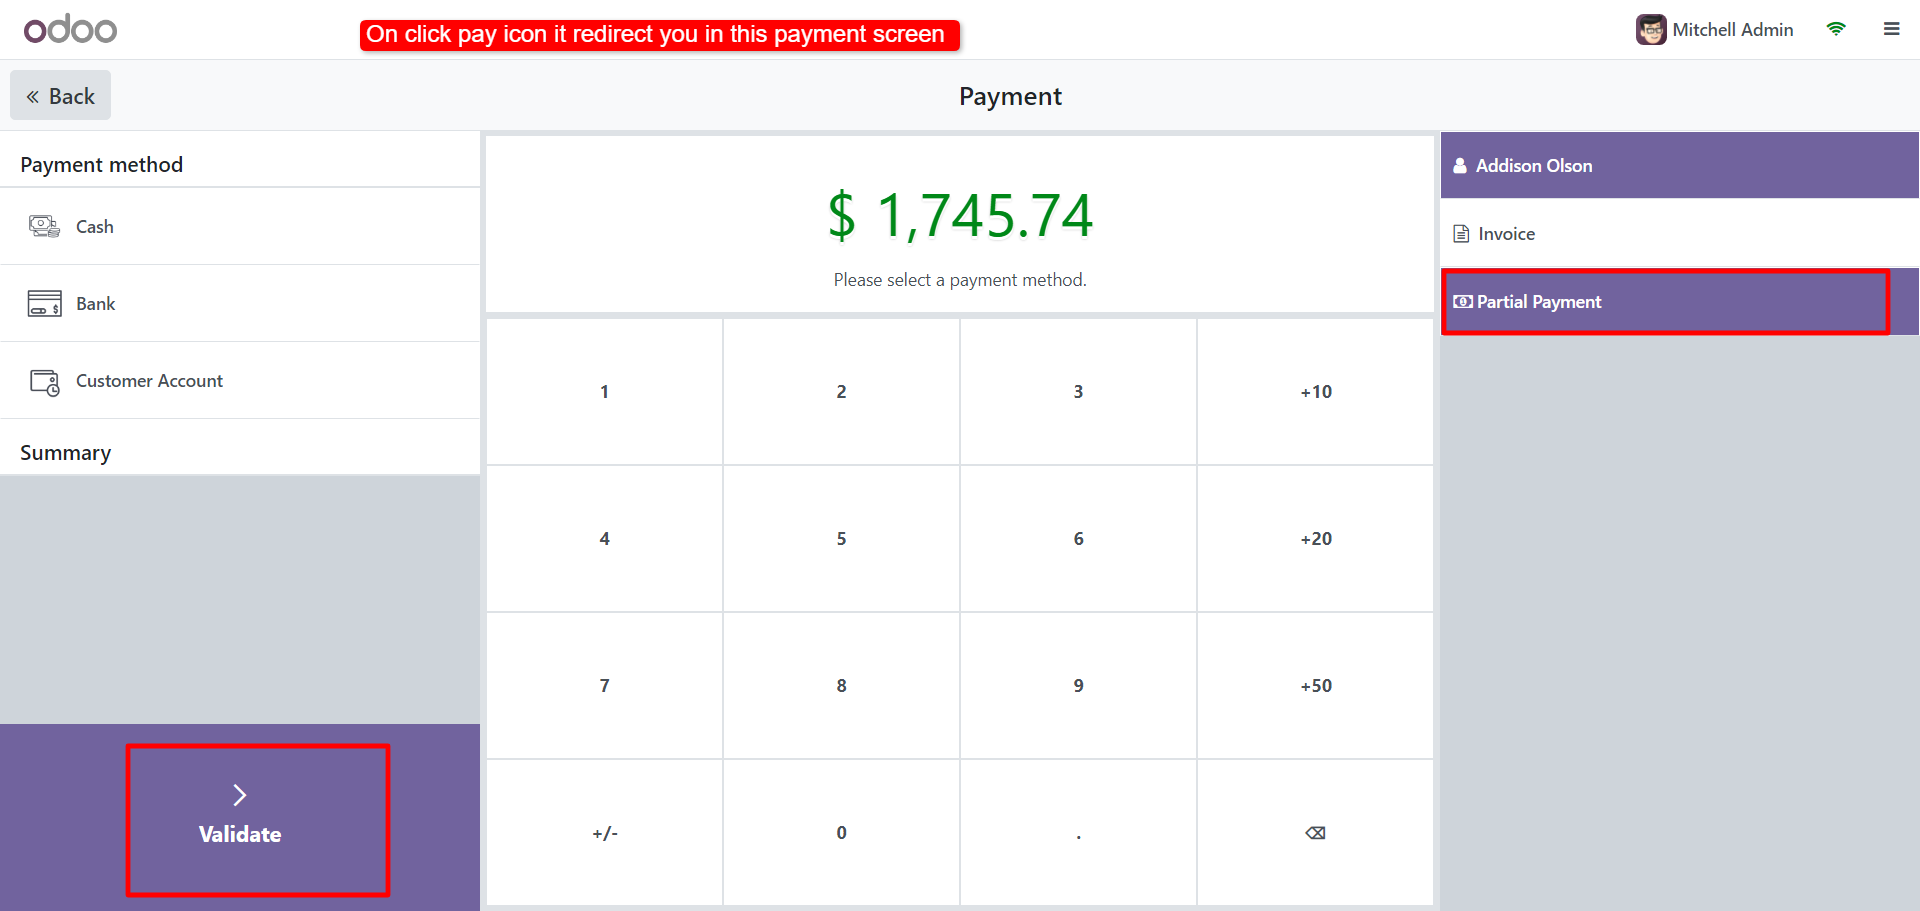 odoo
On click pay icon it redirect you in this payment screen
Mitchell Admin
« Back
Payment
Payment method
Cash
Bank
Customer Account
Summary
Validate
$ 1,745.74
Please select a payment method.
1 2 3 +10
4 5 6 +20
7 8 9 +50
+/- 0 . ⌫
Addison Olson
Invoice
Partial Payment